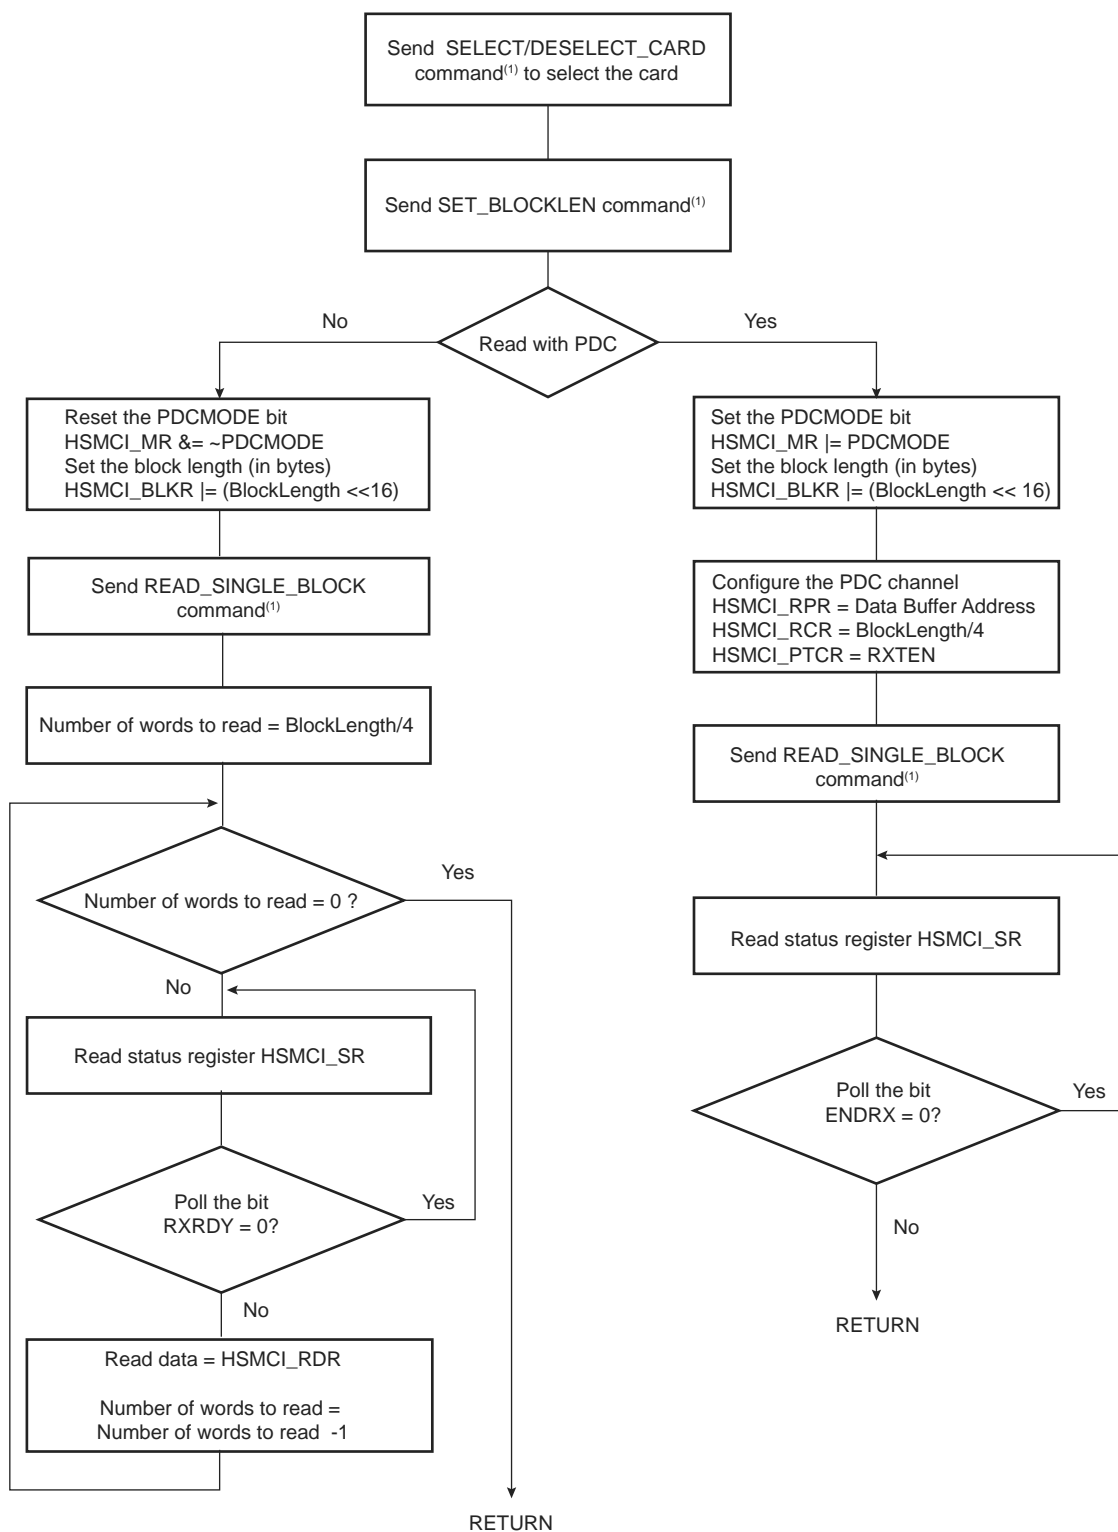 Send SELECT/DESELECT_CARD
command(1) to select the card
Send SET_BLOCKLEN command(1)
Read with PDC
No
Yes
Reset the PDCMODE bit
HSMCI_MR &= ~PDCMODE
Set the block length (in bytes)
HSMCI_BLKR |= (BlockLength <<16)
Send READ_SINGLE_BLOCK
command(1)
Number of words to read = BlockLength/4
Number of words to read = 0 ?
Yes
No
Read status register HSMCI_SR
Poll the bit
RXRDY = 0?
Yes
No
Read data = HSMCI_RDR
Number of words to read =
Number of words to read -1
RETURN
Set the PDCMODE bit
HSMCI_MR |= PDCMODE
Set the block length (in bytes)
HSMCI_BLKR |= (BlockLength << 16)
Configure the PDC channel
HSMCI_RPR = Data Buffer Address
HSMCI_RCR = BlockLength/4
HSMCI_PTCR = RXTEN
Send READ_SINGLE_BLOCK
command(1)
Read status register HSMCI_SR
Poll the bit
ENDRX = 0?
Yes
No
RETURN